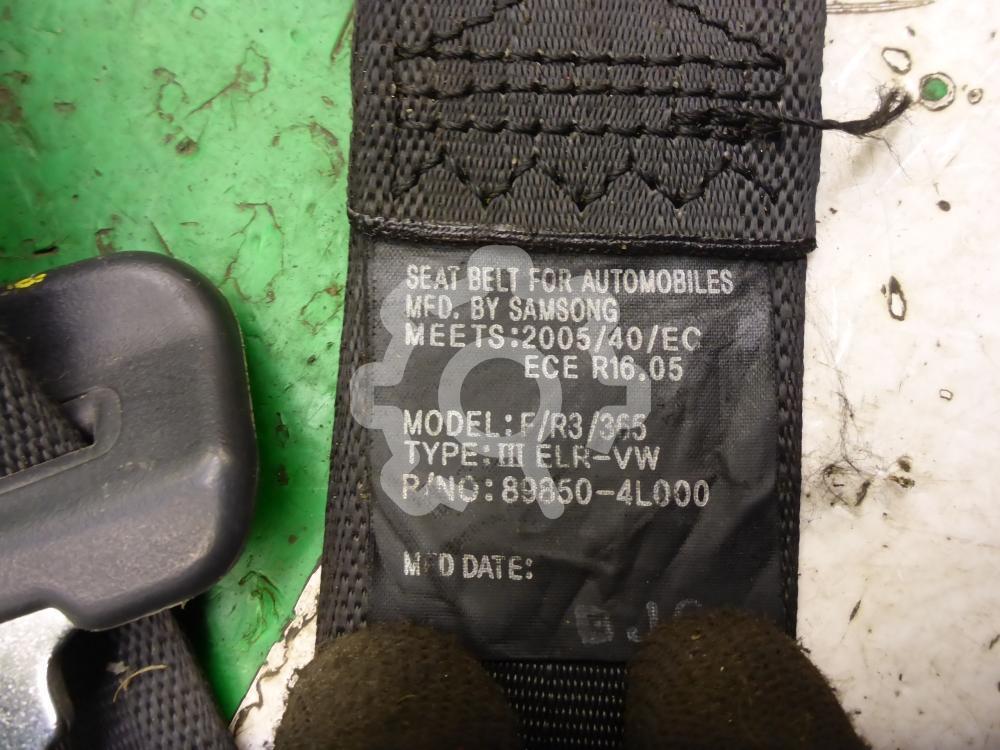 SEAT BELT FOR AUTOMOBILES
MFD. BY SAMSONG
MEETS:2005/40/EC
ECE R16.05
MODEL:F/R3/365
TYPE:III ELR-VW
P/NO:89850-4L000
MFD DATE: